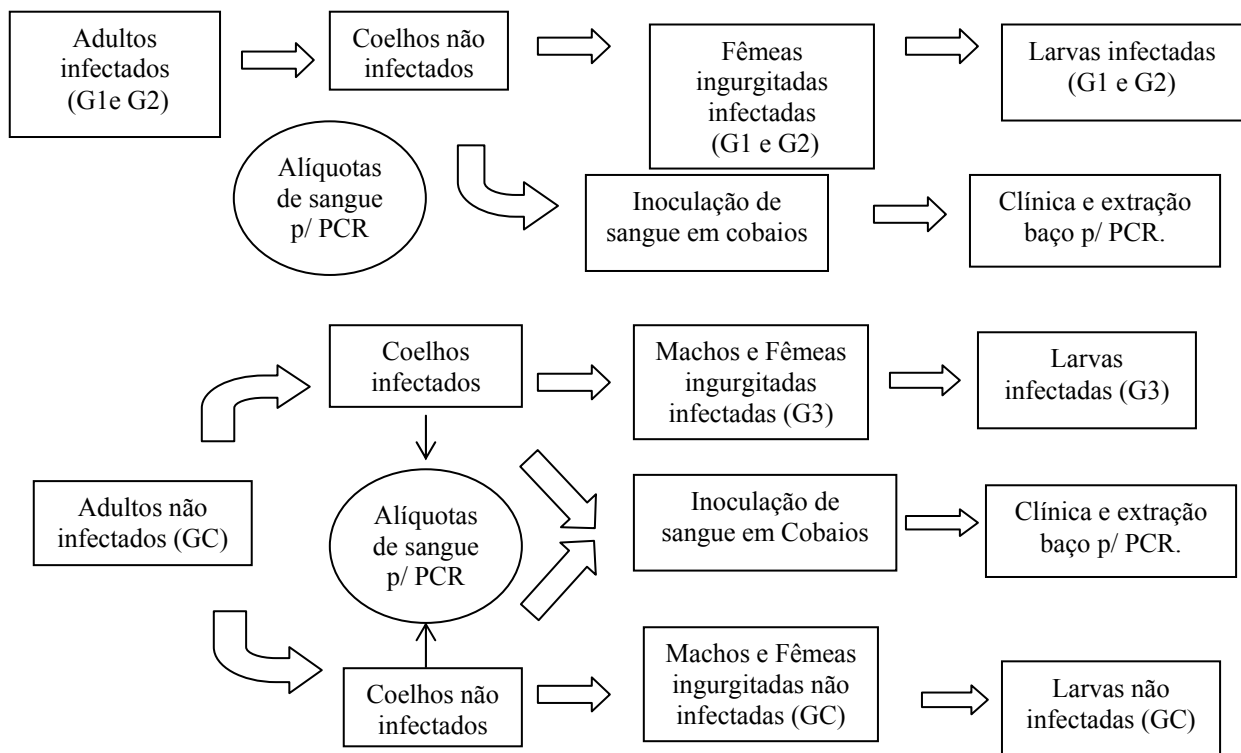 Adultos
infectados
(G1e G2)
Coelhos não
infectados
Fêmeas
ingurgitadas
infectadas
(G1 e G2)
Larvas infectadas
(G1 e G2)
Alíquotas
de sangue
p/ PCR
Inoculação de
sangue em cobaios
Clínica e extração
baço p/ PCR.
Coelhos
infectados
Machos e Fêmeas
ingurgitadas
infectadas (G3)
Larvas
infectadas (G3)
Adultos não
infectados (GC)
Alíquotas
de sangue
p/ PCR
Inoculação de
sangue em Cobaios
Clínica e extração
baço p/ PCR.
Coelhos não
infectados
Machos e Fêmeas
ingurgitadas não
infectadas (GC)
Larvas não
infectadas (GC)